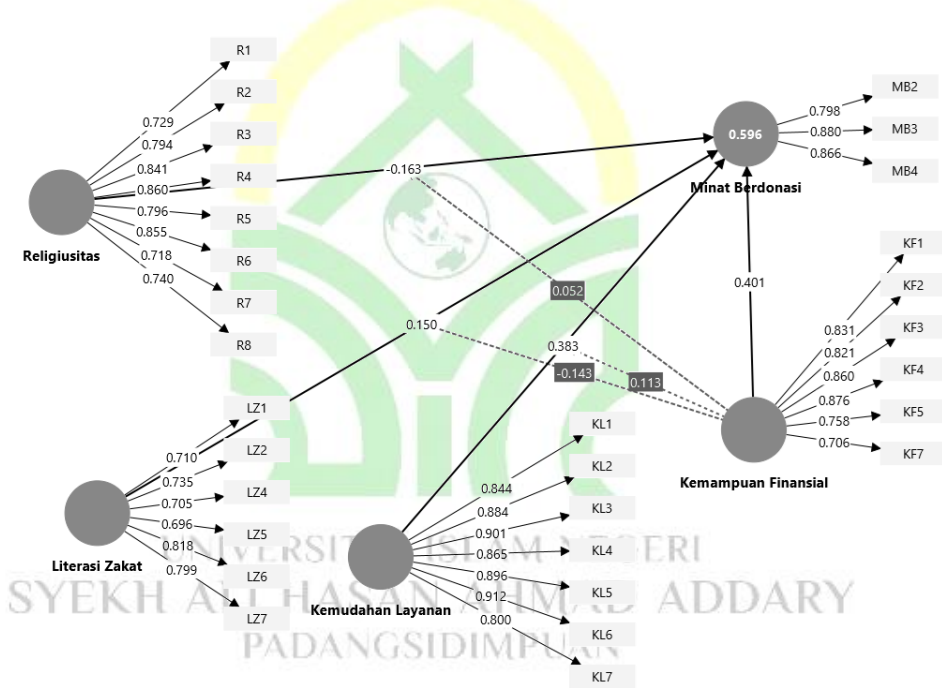 R1
R2
R3
R4
R5
R6
R7
R8
0.729
0.794
0.841
0.860
0.796
0.855
0.718
0.740
Religiusitas
-0.163
0.596
Minat Berdonasi
0.798
0.880
0.866
MB2
MB3
MB4
0.052
0.150
0.383
-0.143
0.113
0.401
KF1
KF2
KF3
KF4
KF5
KF7
0.831
0.821
0.860
0.876
0.758
0.706
Kemampuan Finansial
LZ1
LZ2
LZ4
LZ5
LZ6
LZ7
0.710
0.735
0.705
0.696
0.818
0.799
Literasi Zakat
KL1
KL2
KL3
KL4
KL5
KL6
KL7
0.844
0.884
0.901
0.865
0.896
0.912
0.800
Kemudahan Layanan
UNIVERSITAS ISLAM NEGERI
SYEKH ALI HASAN AHMAD ADDARY
PADANGSIDIMPUAN